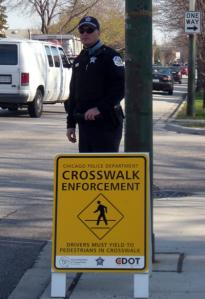 ONE WAY
CHICAGO POLICE DEPARTMENT
CROSSWALK
ENFORCEMENT
DRIVERS MUST YIELD TO
PEDESTRIANS IN CROSSWALK
CDOT